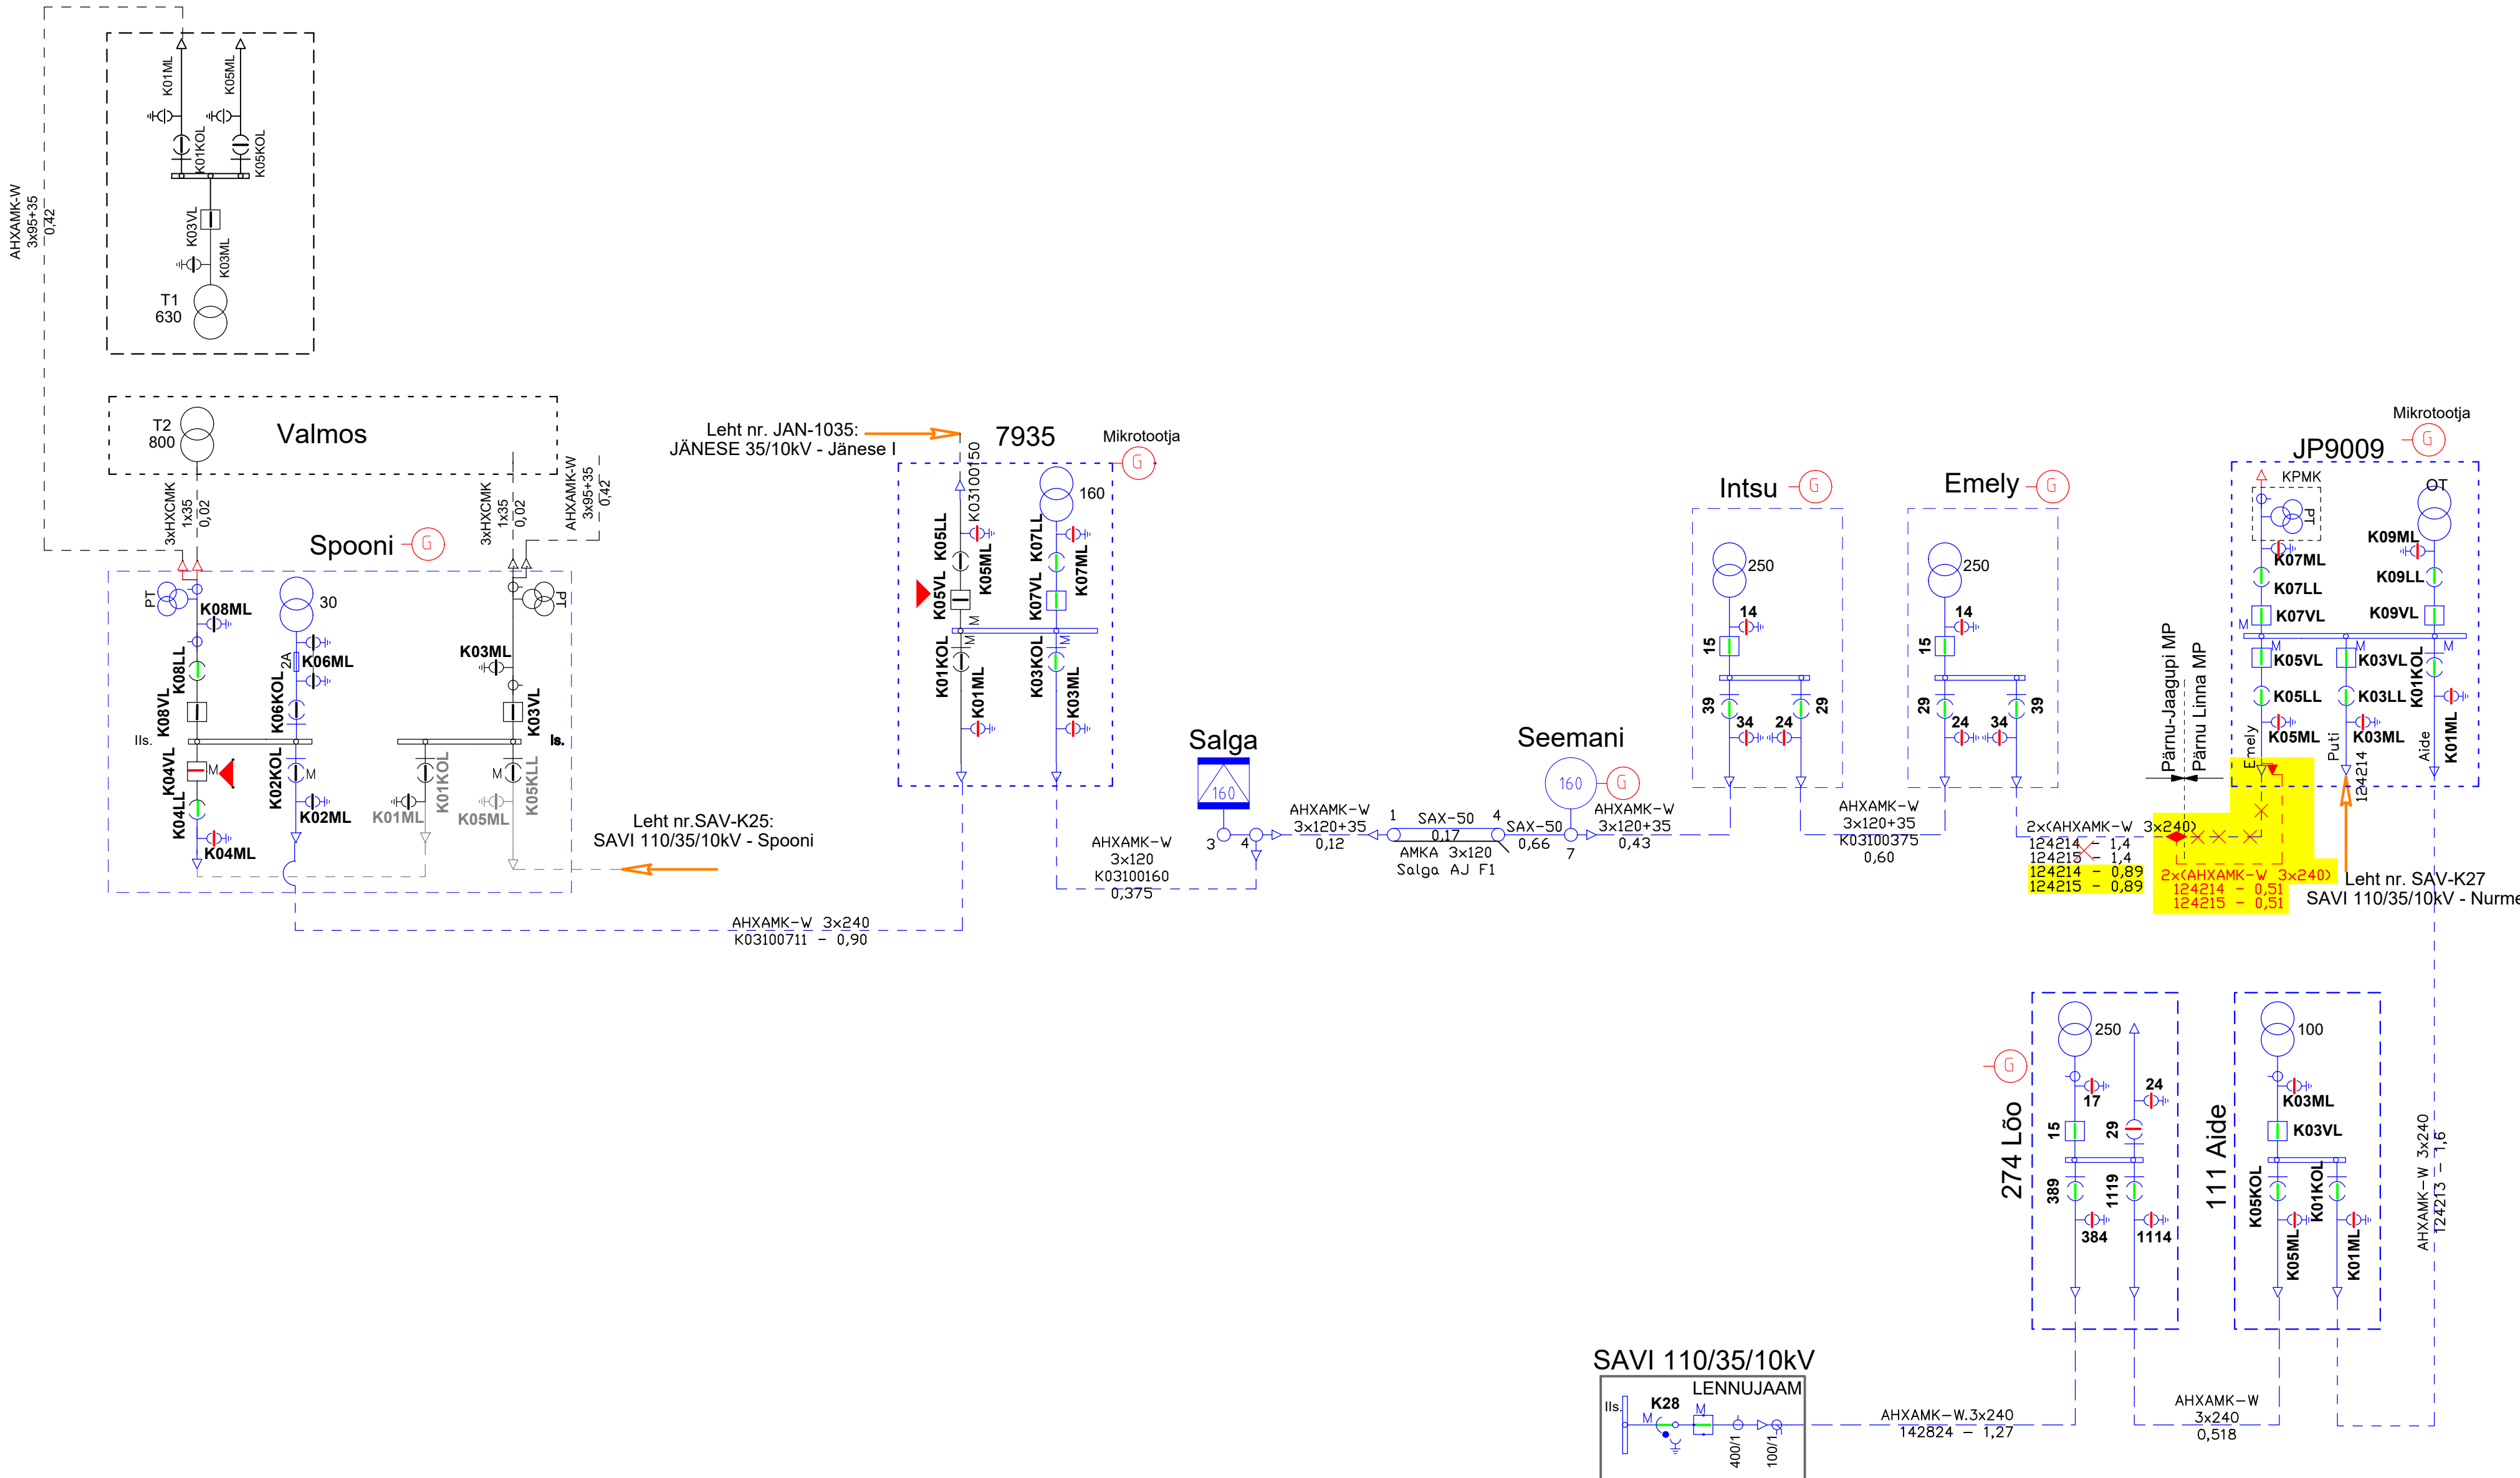 AHXAMK-W
3x95+35
0,42
K01ML
K05ML
K01KOL
K05KOL
K03VL
K03ML
T1
630
T2
800
Valmos
3xHXCMK
1x35
0,02
3xHXCMK
1x35
0,02
AHXAMK-W
3x95+35
0,42
Spooni
G
PT
K08ML
30
2A
K06ML
K08LL
K06KOL
K08VL
IIs.
K04VL
M
K04LL
K04ML
K02KOL
M
K02ML
PT
K03ML
K03VL
Is.
K01KOL
K01ML
M
K05KLL
K05ML
Leht nr.SAV-K25:
SAVI 110/35/10kV - Spooni
Leht nr. JAN-1035:
JÄNESE 35/10kV - Jänese I
7935
Mikrotootja
G
K03100150
160
K05LL
K05ML
K05VL
M
K07LL
K07ML
K07VL
M
K01KOL
K01ML
M
K03KOL
K03ML
AHXAMK-W 3x240
K03100711 - 0,90
AHXAMK-W
3x120
K03100160
0,375
Salga
160
3
4
AHXAMK-W
3x120+35
0,12
1
SAX-50
4
0,17
AMKA 3x120
Salga AJ F1
SAX-50
0,66
Seemani
160
G
7
AHXAMK-W
3x120+35
0,43
Intsu
G
250
14
15
39
34
24
29
AHXAMK-W
3x120+35
K03100375
0,60
Emely
G
250
14
15
29
24
34
39
2x(AHXAMK-W 3x240)
124214 - 1,4
124215 - 1,4
124214 - 0,89
124215 - 0,89
Pärnu-Jaagupi MP
Pärnu Linna MP
2x(AHXAMK-W 3x240)
124214 - 0,51
124215 - 0,51
Mikrotootja
G
JP9009
KPMK
PT
OT
K07ML
K07LL
K07VL
M
K09ML
K09LL
K09VL
M
K05VL
K05LL
K05ML
Emely
M
K03VL
K03LL
K03ML
Puti
124214
M
K01KOL
K01ML
Aide
Leht nr. SAV-K27
SAVI 110/35/10kV - Nurme
AHXAMK-W 3x240
124213 - 1,6
274 Lõo
G
250
17
15
24
29
389
384
1119
1114
111 Aide
100
K03ML
K03VL
K05KOL
K05ML
K01KOL
K01ML
SAVI 110/35/10kV
LENNUJAAM
IIs.
K28
M
M
400/1
100/1
AHXAMK-W.3x240
142824 - 1,27
AHXAMK-W
3x240
0,518